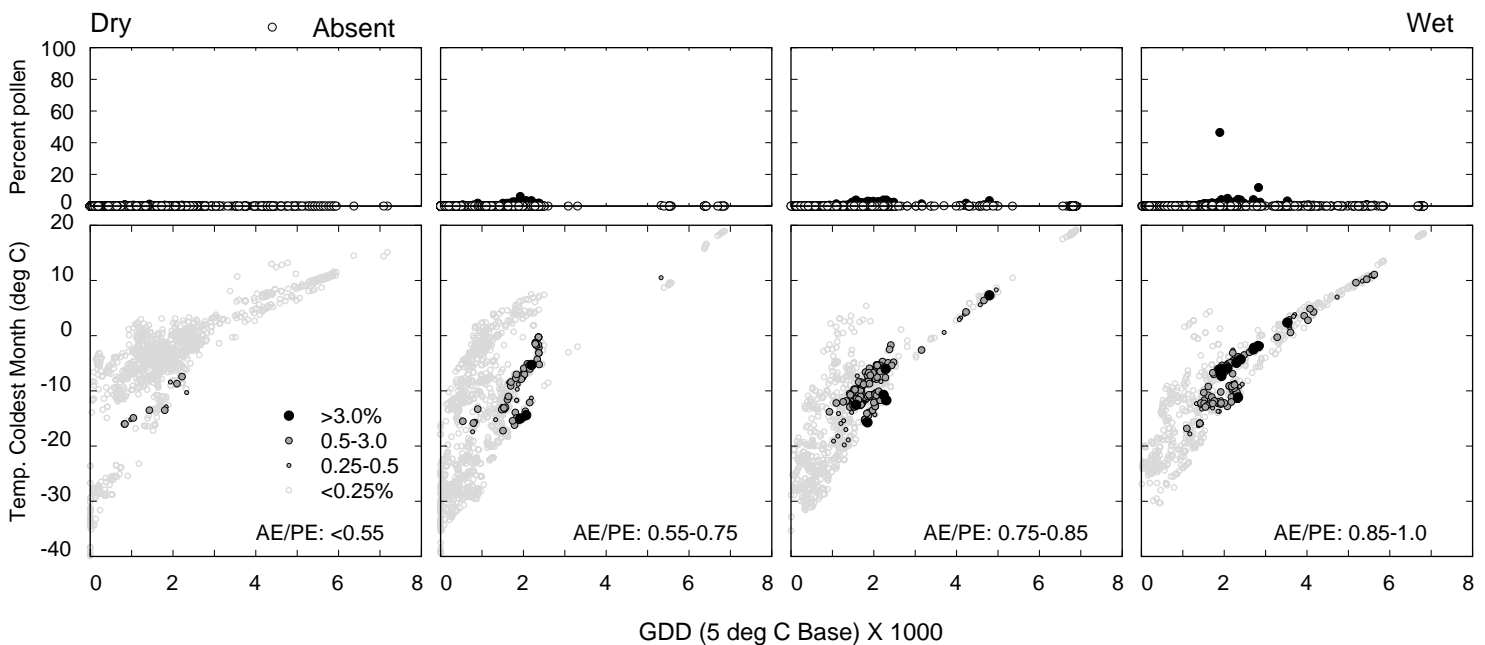 Dry Absent Wet
Percent pollen
100
80
60
40
20
0
Temp. Coldest Month (deg C)
20
10
0
-10
-20
-30
-40
>3.0%
0.5-3.0
0.25-0.5
<0.25%
AE/PE: <0.55 AE/PE: 0.55-0.75 AE/PE: 0.75-0.85 AE/PE: 0.85-1.0
0 2 4 6 8 0 2 4 6 8 0 2 4 6 8 0 2 4 6 8
GDD (5 deg C Base) X 1000